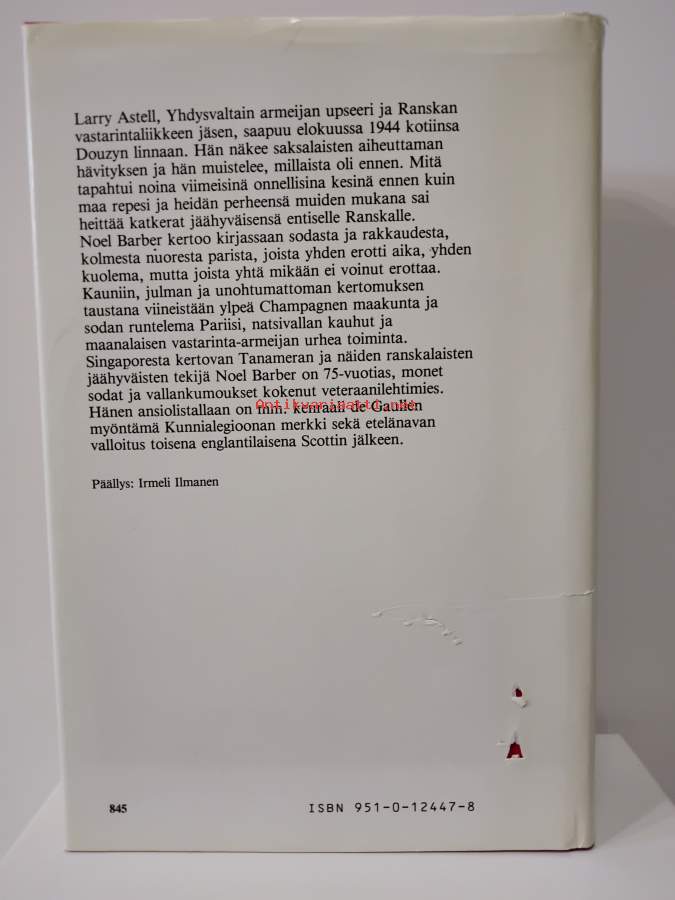 Larry Astell, Yhdysvaltain armeijan upseeri ja Ranskan
vastarintaliikkeen jäsen, saapuu elokuussa 1944 kotiinsa
Douzyn linnaan. Hän näkee saksalaisten aiheuttaman
hävityksen ja hän muistelee, millaista oli ennen. Mitä
tapahtui noina viimeisinä onnellisina kesinä ennen kuin
maa repesi ja heidän perheensä muiden mukana sai
heittää katkerat jäähyväisensä entiselle Ranskalle.
Noel Barber kertoo kirjassaan sodasta ja rakkaudesta,
kolmesta nuoresta parista, joista yhden erotti aika, yhden
kuolema, mutta joista yhtä mikään ei voinut erottaa.
Kauniin, julman ja unohtumattoman kertomuksen
taustana viineistään ylpeä Champagnen maakunta ja
sodan runtelema Pariisi, natsivallan kauhut ja
maanalaisen vastarinta-armeijan urhea toiminta.
Singaporesta kertovan Tanameran ja näiden ranskalaisten
jäähyväisten tekijä Noel Barber on 75-vuotias, monet
sodat ja vallankumoukset kokenut veteraanilehtimies.
Hänen ansiolistallaan on mm. kenraali de Gaullen
Antikvariaatti.net
myöntämä Kunnialegioonan merkki sekä etelänavan
valloitus toisena englantilaisena Scottin jälkeen.
Päällys: Irmeli Ilmanen
845
ISBN 951-0-12447-8